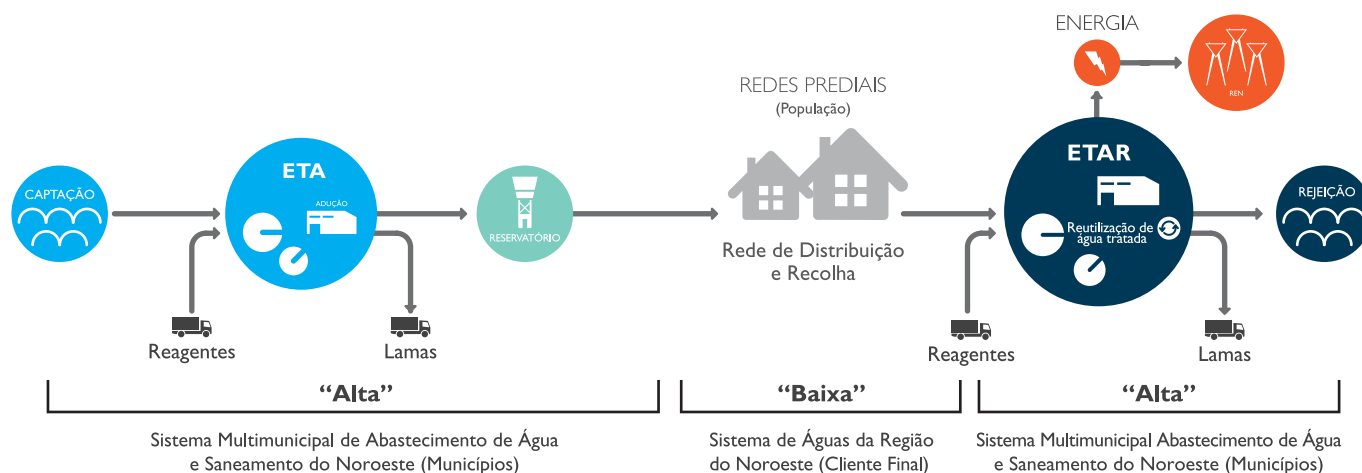 ENERGIA
REN
REDES PREDIAIS
(População)
CAPTAÇÃO
ETA
ADUÇÃO
RESERVATÓRIO
ETAR
Reutilização de
água tratada
REJEIÇÃO
Rede de Distribuição
e Recolha
Reagentes
Lamas
Reagentes
Lamas
“Alta”
“Baixa”
“Alta”
Sistema Multimunicipal de Abastecimento de Água
e Saneamento do Noroeste (Municípios)
Sistema de Águas da Região
do Noroeste (Cliente Final)
Sistema Multimunicipal Abastecimento de Água
e Saneamento do Noroeste (Municípios)